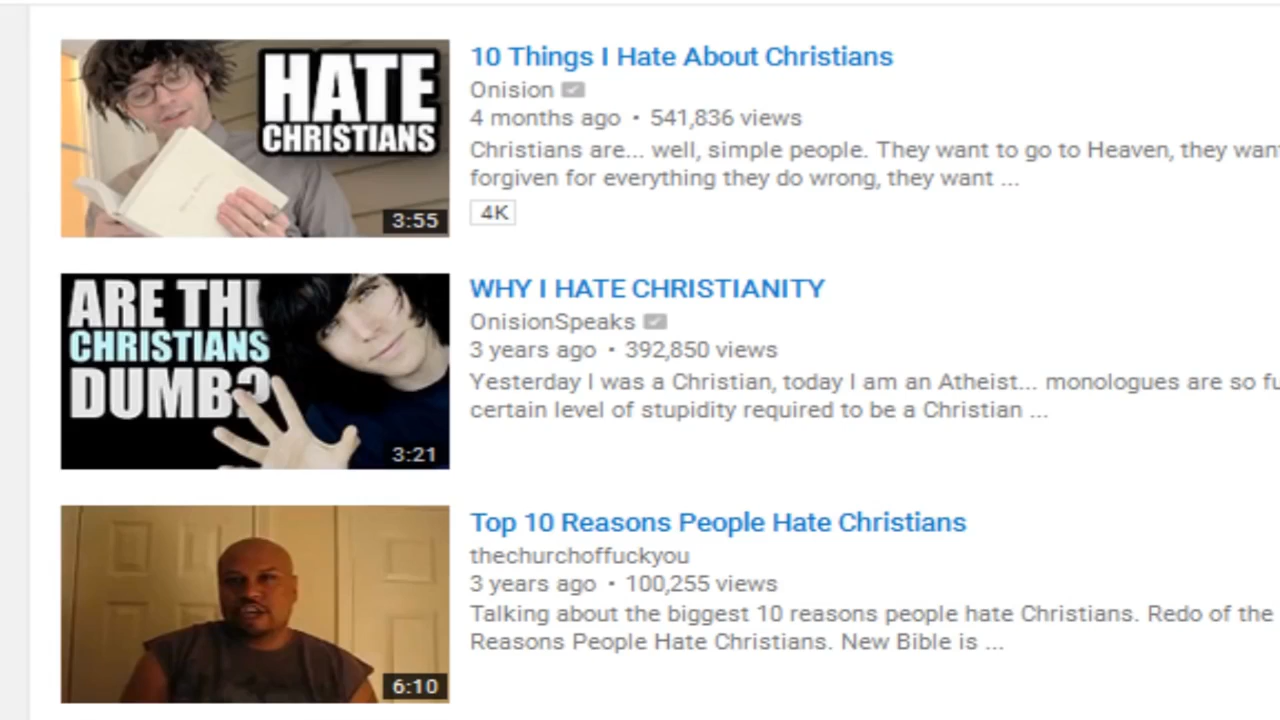 HATE
CHRISTIANS
3:55
10 Things I Hate About Christians
Onision
4 months ago • 541,836 views
Christians are... well, simple people. They want to go to Heaven, they want
forgiven for everything they do wrong, they want ...
4K
ARE THE
CHRISTIANS
DUMB?
3:21
WHY I HATE CHRISTIANITY
OnisionSpeaks
3 years ago • 392,850 views
Yesterday I was a Christian, today I am an Atheist... monologues are so fu
certain level of stupidity required to be a Christian ...
6:10
Top 10 Reasons People Hate Christians
thechurchoffuckyou
3 years ago • 100,255 views
Talking about the biggest 10 reasons people hate Christians. Redo of the
Reasons People Hate Christians. New Bible is ...